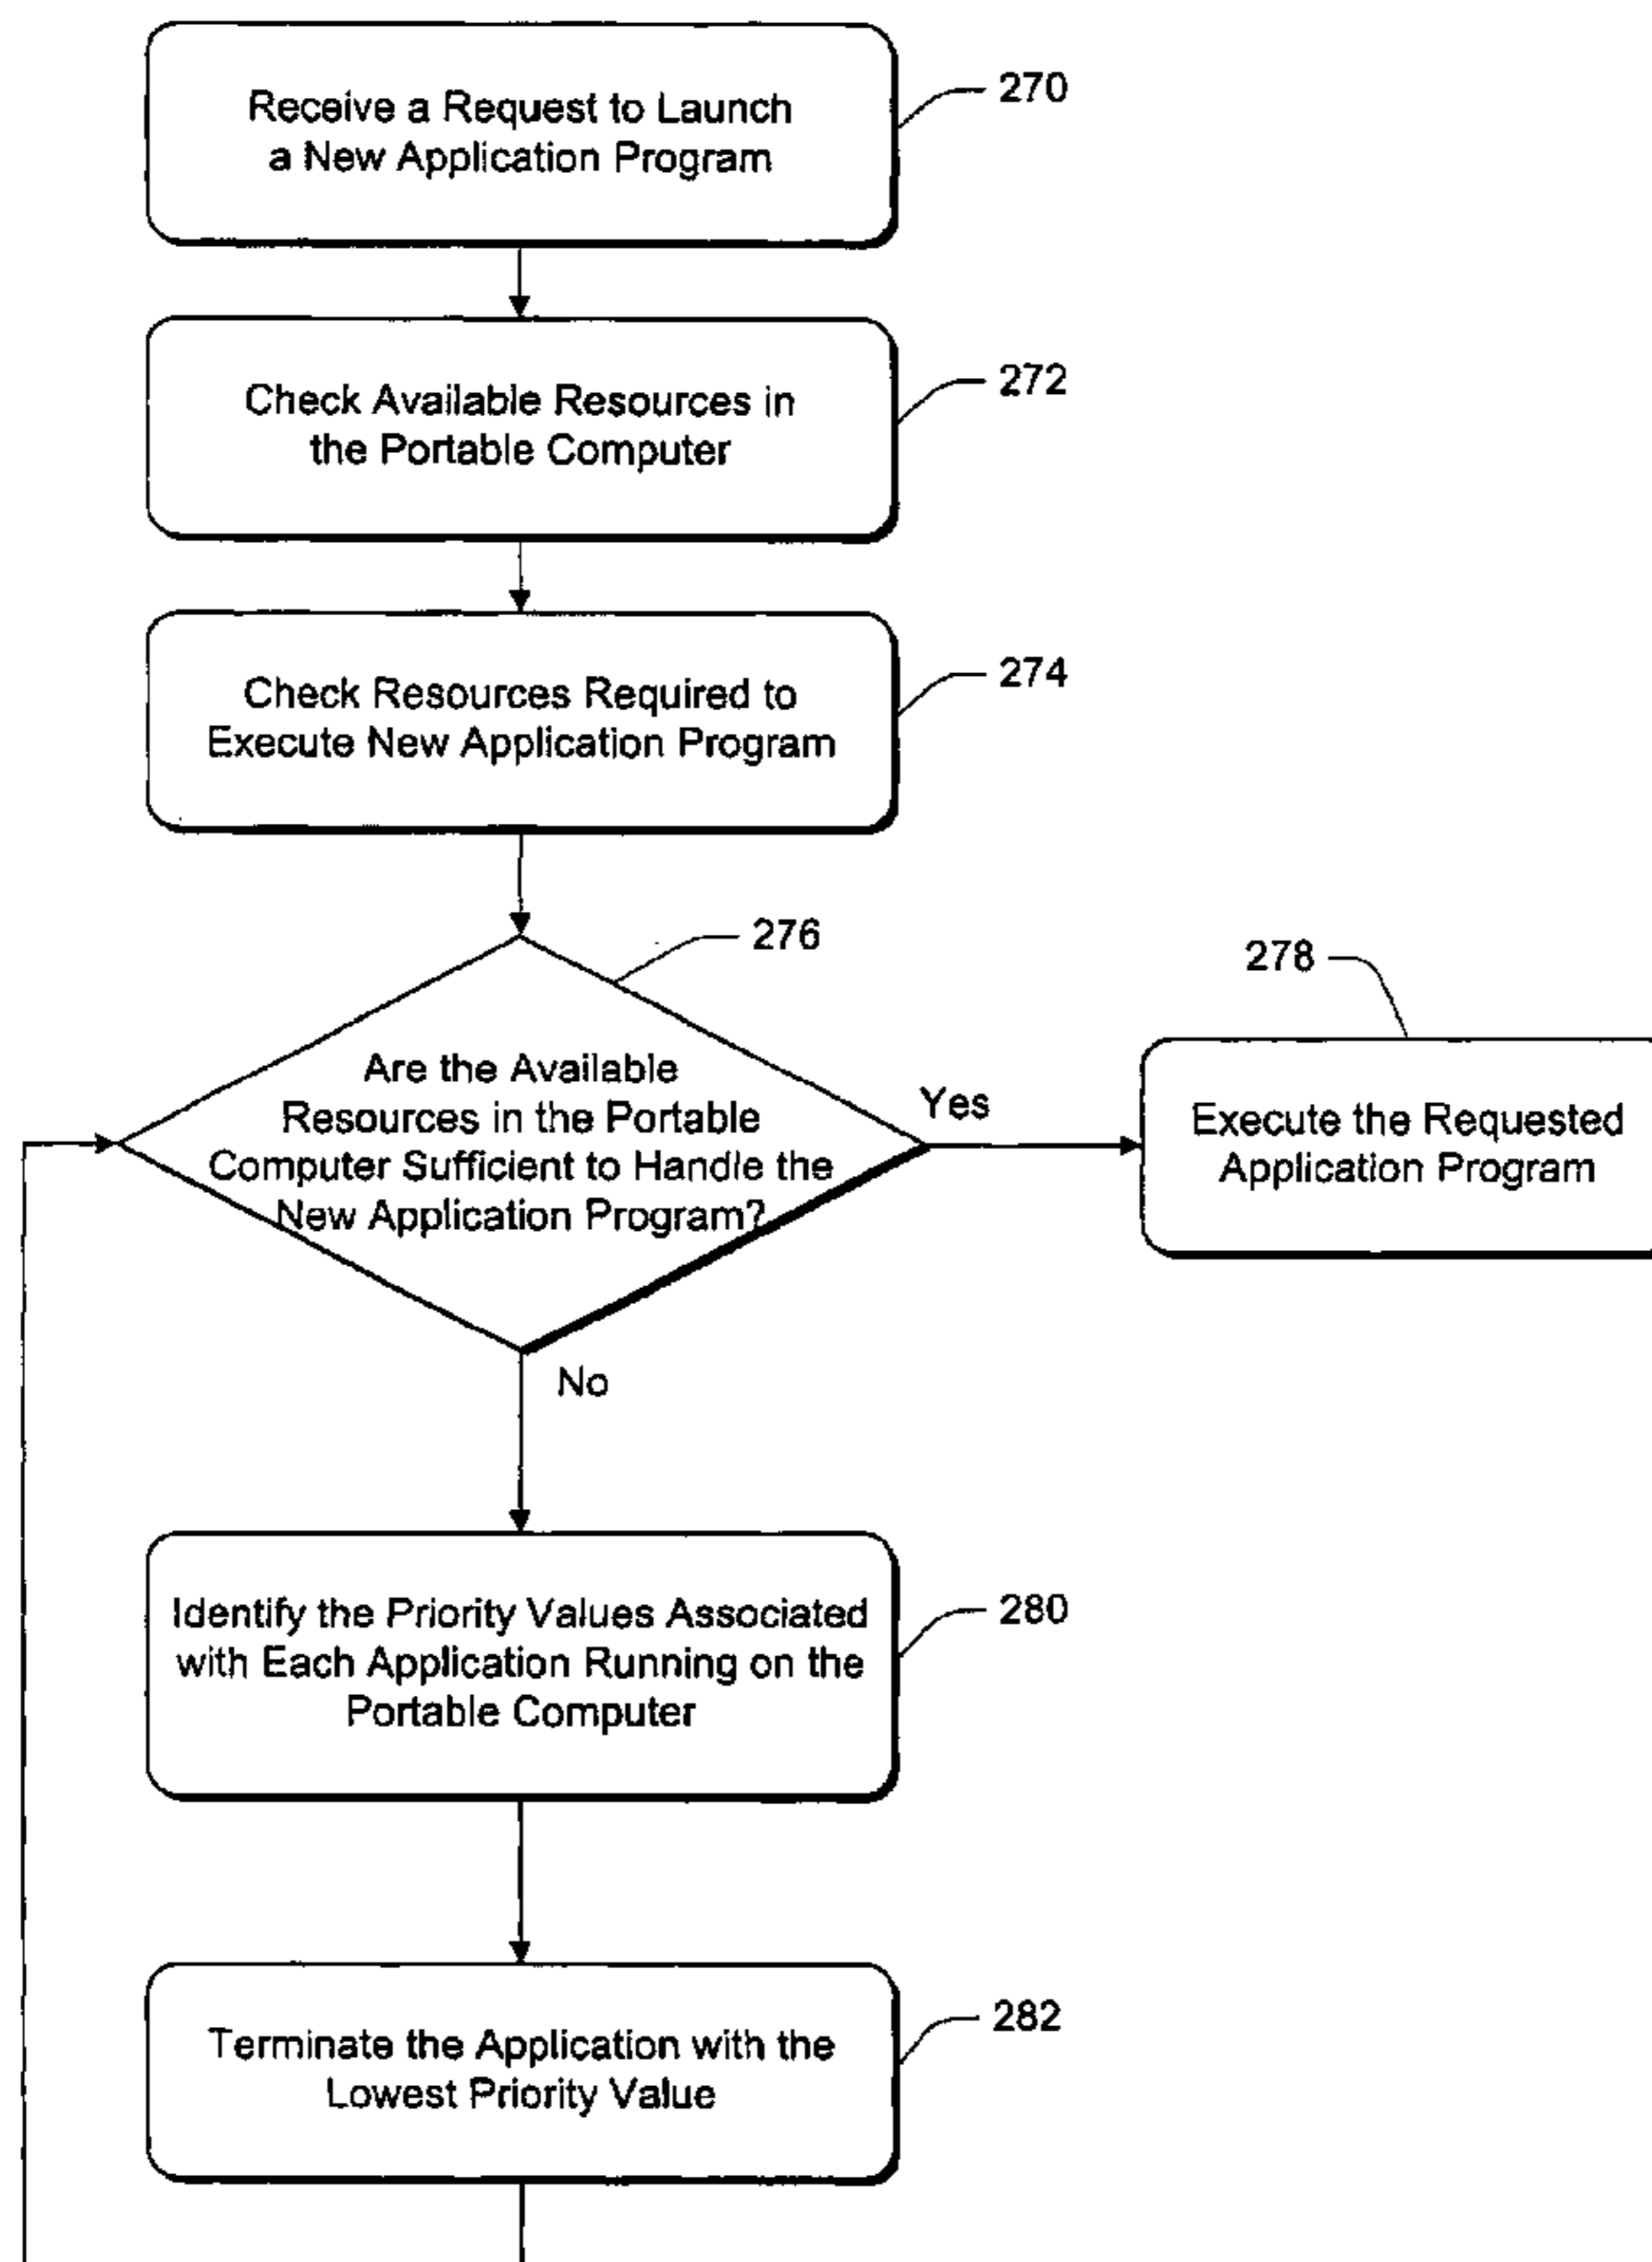 Receive a Request to Launch
a New Application Program
270
Check Available Resources in
the Portable Computer
272
Check Resources Required to
Execute New Application Program
274
276
Are the Available
Resources in the Portable
Computer Sufficient to Handle the
New Application Program?
Yes
278
Execute the Requested
Application Program
No
Identify the Priority Values Associated
with Each Application Running on the
Portable Computer
280
Terminate the Application with the
Lowest Priority Value
282